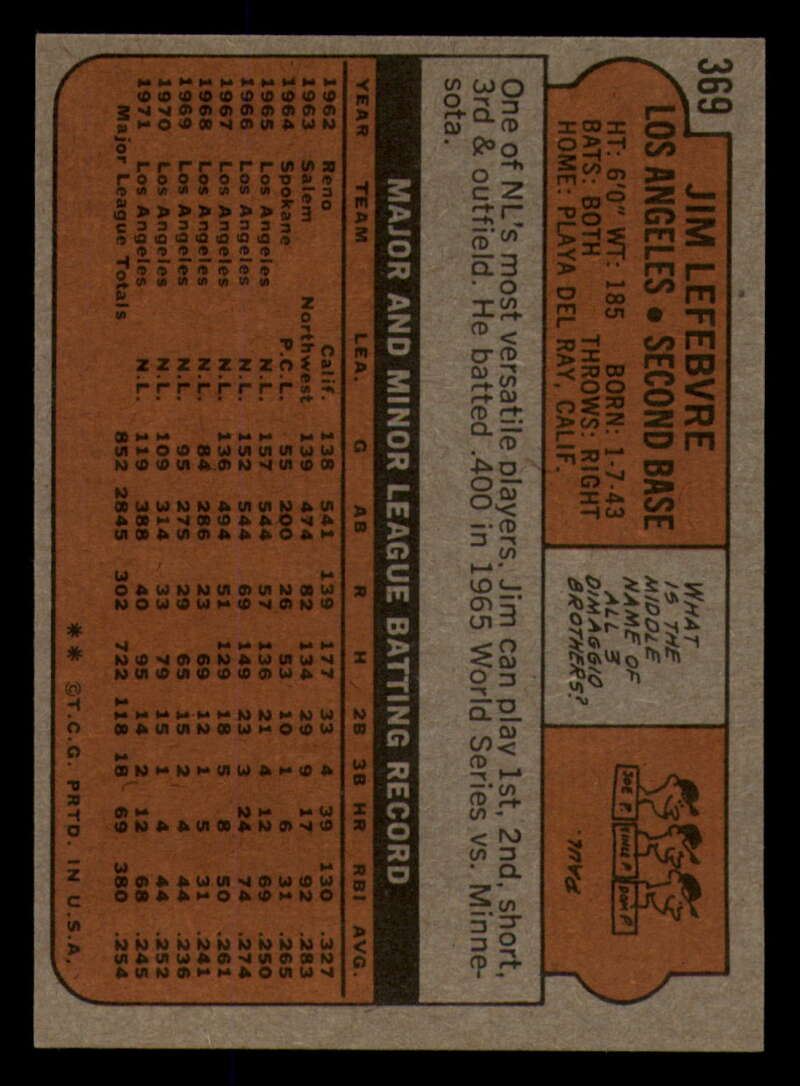 369
JIM LEFEBVRE
LOS ANGELES • SECOND BASE
HT: 6'0" WT: 185 BORN: 1-7-43
BATS: BOTH THROWS: RIGHT
HOME: PLAYA DEL RAY, CALIF.
WHAT
IS THE
MIDDLE
NAME OF
ALL 3
DIMAGGIO
BROTHERS?
JOE P. VINCE P. DOM P.
PAUL.
One of NL's most versatile players, Jim can play 1st, 2nd, short,
3rd & outfield. He batted .400 in 1965 World Series vs. Minne-
sota.
MAJOR AND MINOR LEAGUE BATTING RECORD
YEAR TEAM LEA. G AB R H 2B 3B HR RBI AVG.
1962 Reno Calif. 138 541 139 177 33 4 39 130 .327
1963 Salem Northwest 139 474 82 134 29 9 17 92 .283
1964 Spokane P.C.L. 55 200 26 53 10 1 6 31 .265
1965 Los Angeles N.L. 157 544 57 136 21 4 12 69 .250
1966 Los Angeles N.L. 152 544 69 149 23 3 24 74 .274
1967 Los Angeles N.L. 136 494 51 129 18 5 8 50 .261
1968 Los Angeles N.L. 84 286 23 69 12 1 5 31 .241
1969 Los Angeles N.L. 95 275 29 65 15 2 4 44 .236
1970 Los Angeles N.L. 109 314 33 79 15 1 4 44 .252
1971 Los Angeles N.L. 119 388 40 95 14 2 12 68 .245
Major League Totals 852 2845 302 722 118 18 69 380 .254
** ©T.C.G. PRTD. IN U.S.A.